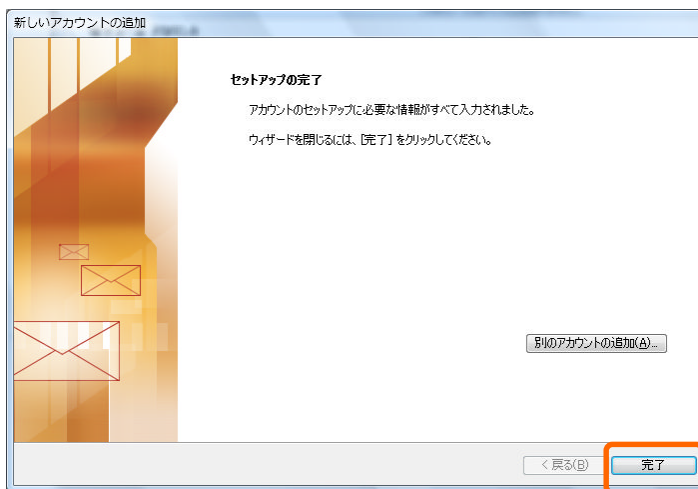 新しいアカウントの追加
セットアップの完了
アカウントのセットアップに必要な情報がすべて入力されました。
ウィザードを閉じるには、[完了] をクリックしてください。
別のアカウントの追加(A)...
< 戻る(B)
完了